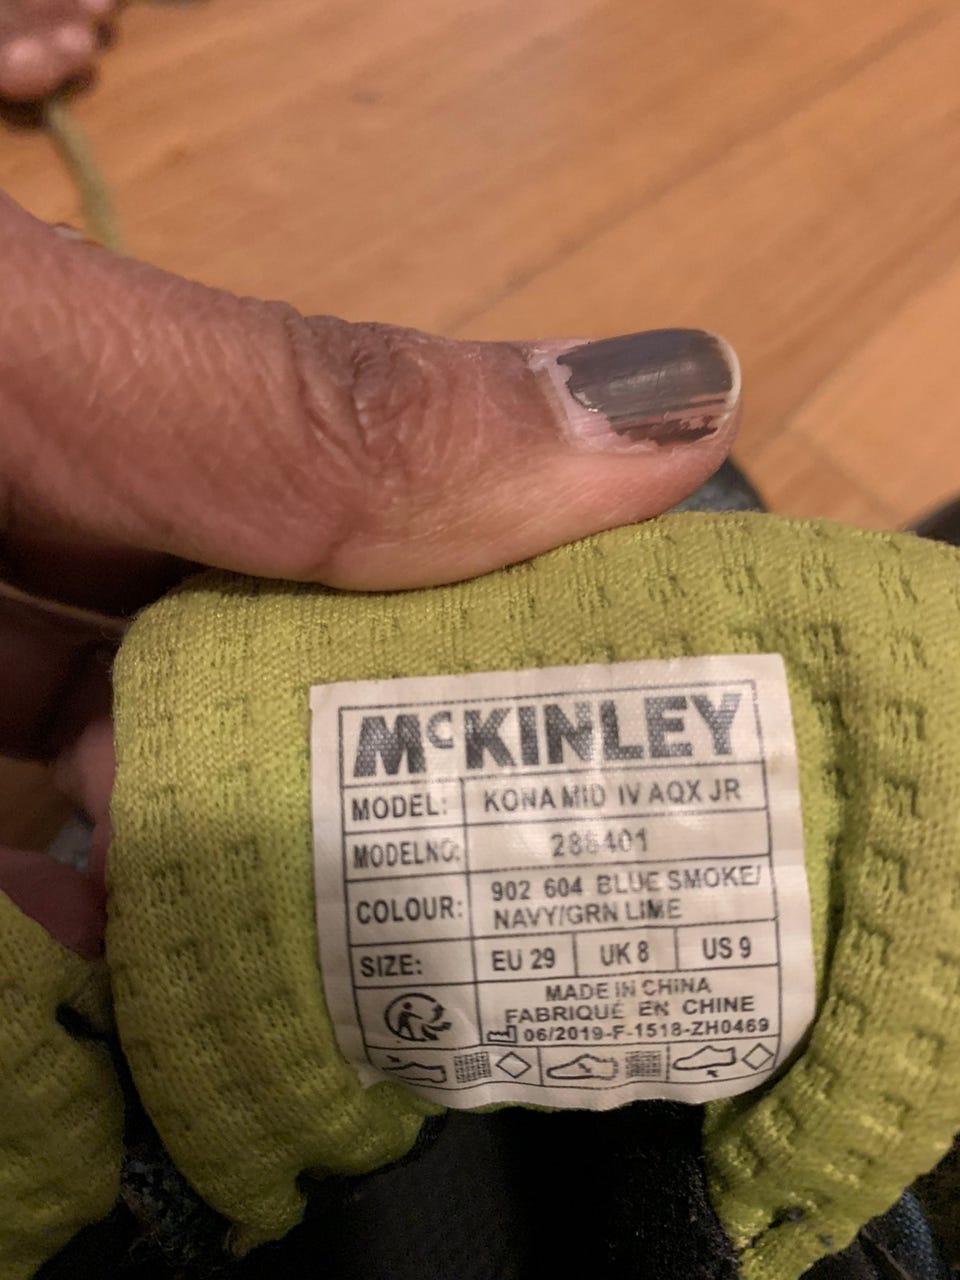 McKINLEY
MODEL: KONA MID IV AQX JR
MODELNO: 288401
COLOUR: 902 604 BLUE SMOKE/
NAVY/GRN LIME
SIZE: EU 29 UK 8 US 9
MADE IN CHINA
FABRIQUÉ EN CHINE
06/2019-F-1518-ZH0469